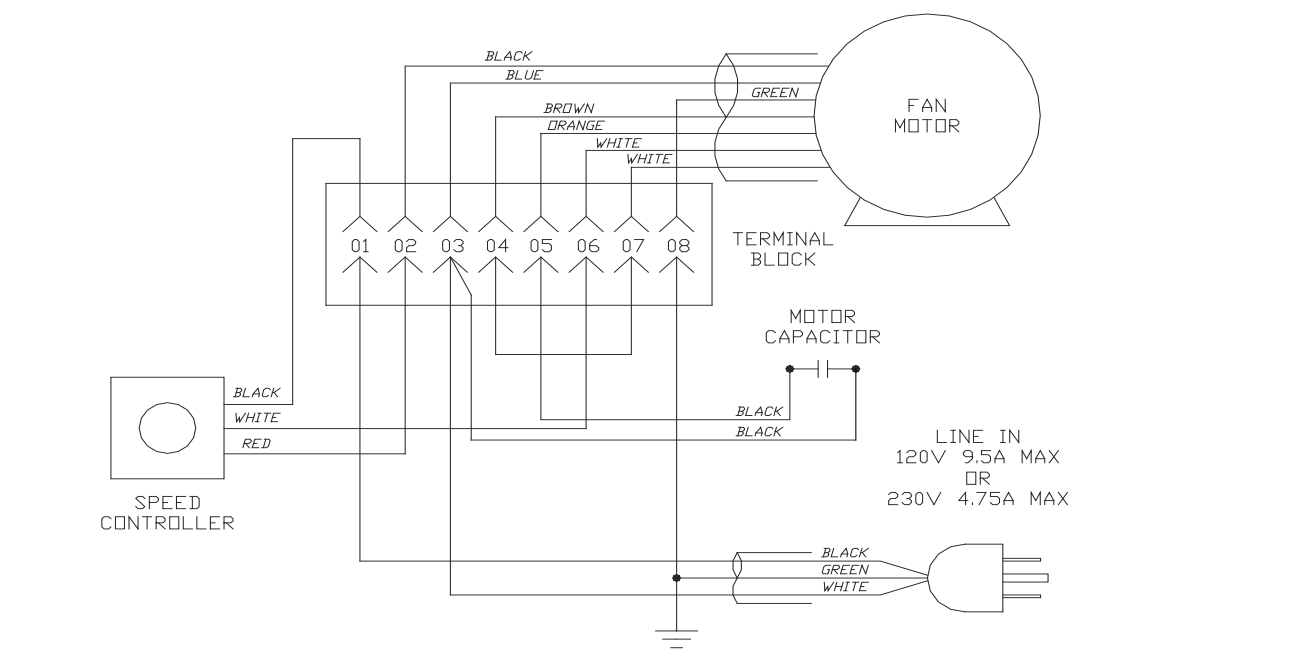 BLACK
BLUE
GREEN
BROWN
ORANGE
WHITE
WHITE
FAN
MOTOR
01 02 03 04 05 06 07 08
TERMINAL
BLOCK
MOTOR
CAPACITOR
BLACK
WHITE
RED
BLACK
BLACK
SPEED
CONTROLLER
LINE IN
120V 9.5A MAX
OR
230V 4.75A MAX
BLACK
GREEN
WHITE